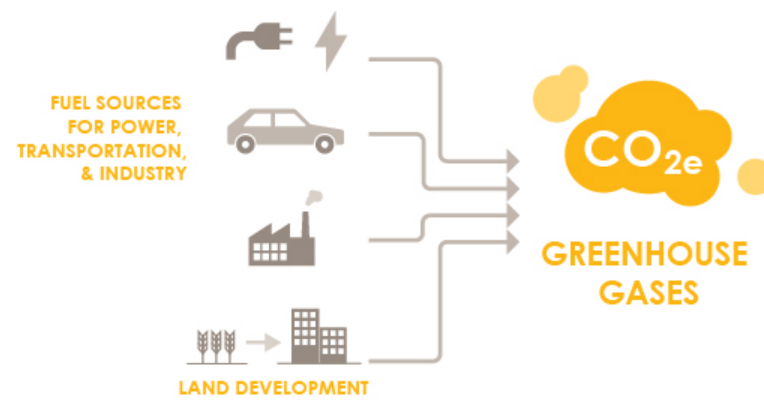 FUEL SOURCES
FOR POWER,
TRANSPORTATION,
& INDUSTRY
LAND DEVELOPMENT
CO2e
GREENHOUSE
GASES